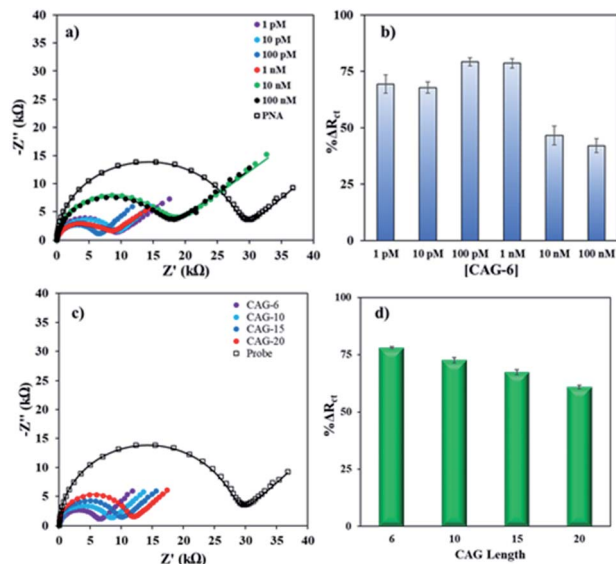 a)
40
35
30
25
20
15
10
5
0
-Z'' (kΩ)
1 pM
10 pM
100 pM
1 nM
10 nM
100 nM
PNA
0 5 10 15 20 25 30 35 40
Z' (kΩ)
b)
100
75
50
25
0
%ΔRct
1 pM 10 pM 100 pM 1 nM 10 nM 100 nM
[CAG-6]
c)
40
35
30
25
20
15
10
5
0
-Z'' (kΩ)
CAG-6
CAG-10
CAG-15
CAG-20
Probe
0 5 10 15 20 25 30 35 40
Z' (kΩ)
d)
100
75
50
25
0
%ΔRct
6 10 15 20
CAG Length